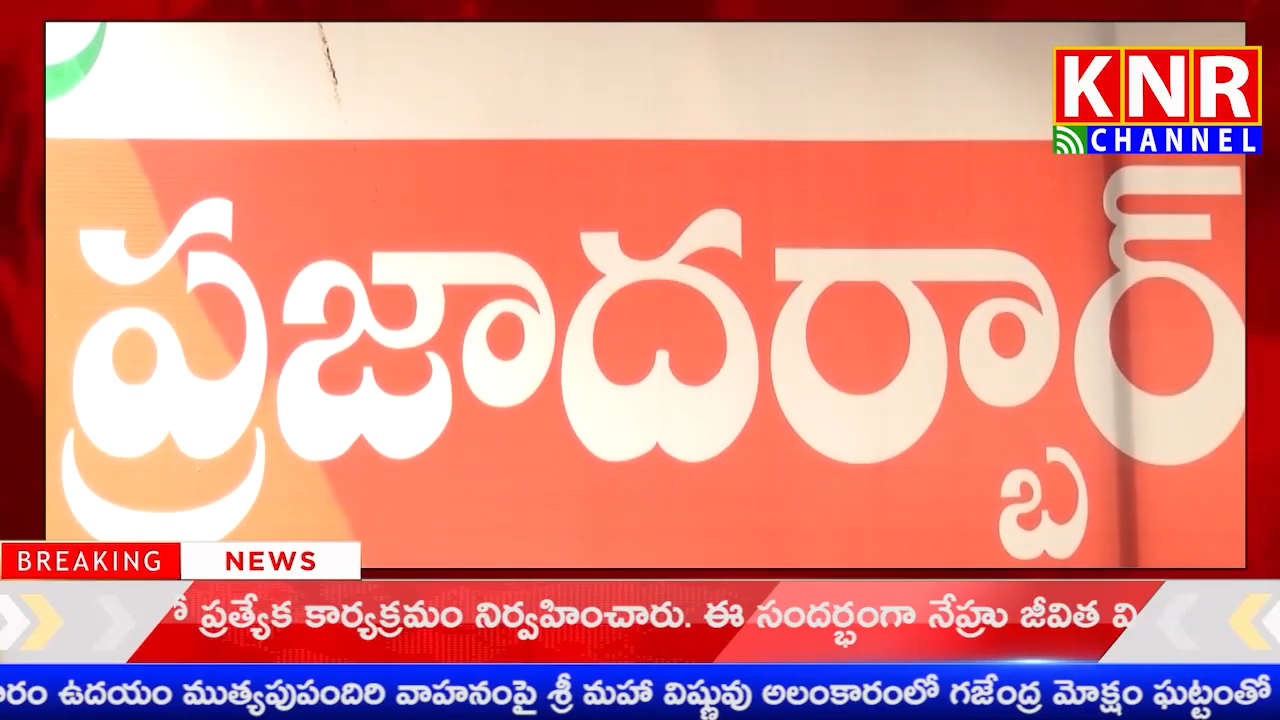 KNR
CHANNEL
ప్రజాదర్బార్
BREAKING NEWS
ప్రత్యేక కార్యక్రమం నిర్వహించారు. ఈ సందర్భంగా నేహ్రు జీవిత
ఉదయం ముత్యపుపందిరి వాహనంపై శ్రీ మహా విష్ణువు అలంకారంలో గజేంద్ర మోక్షం ఘట్టంతో